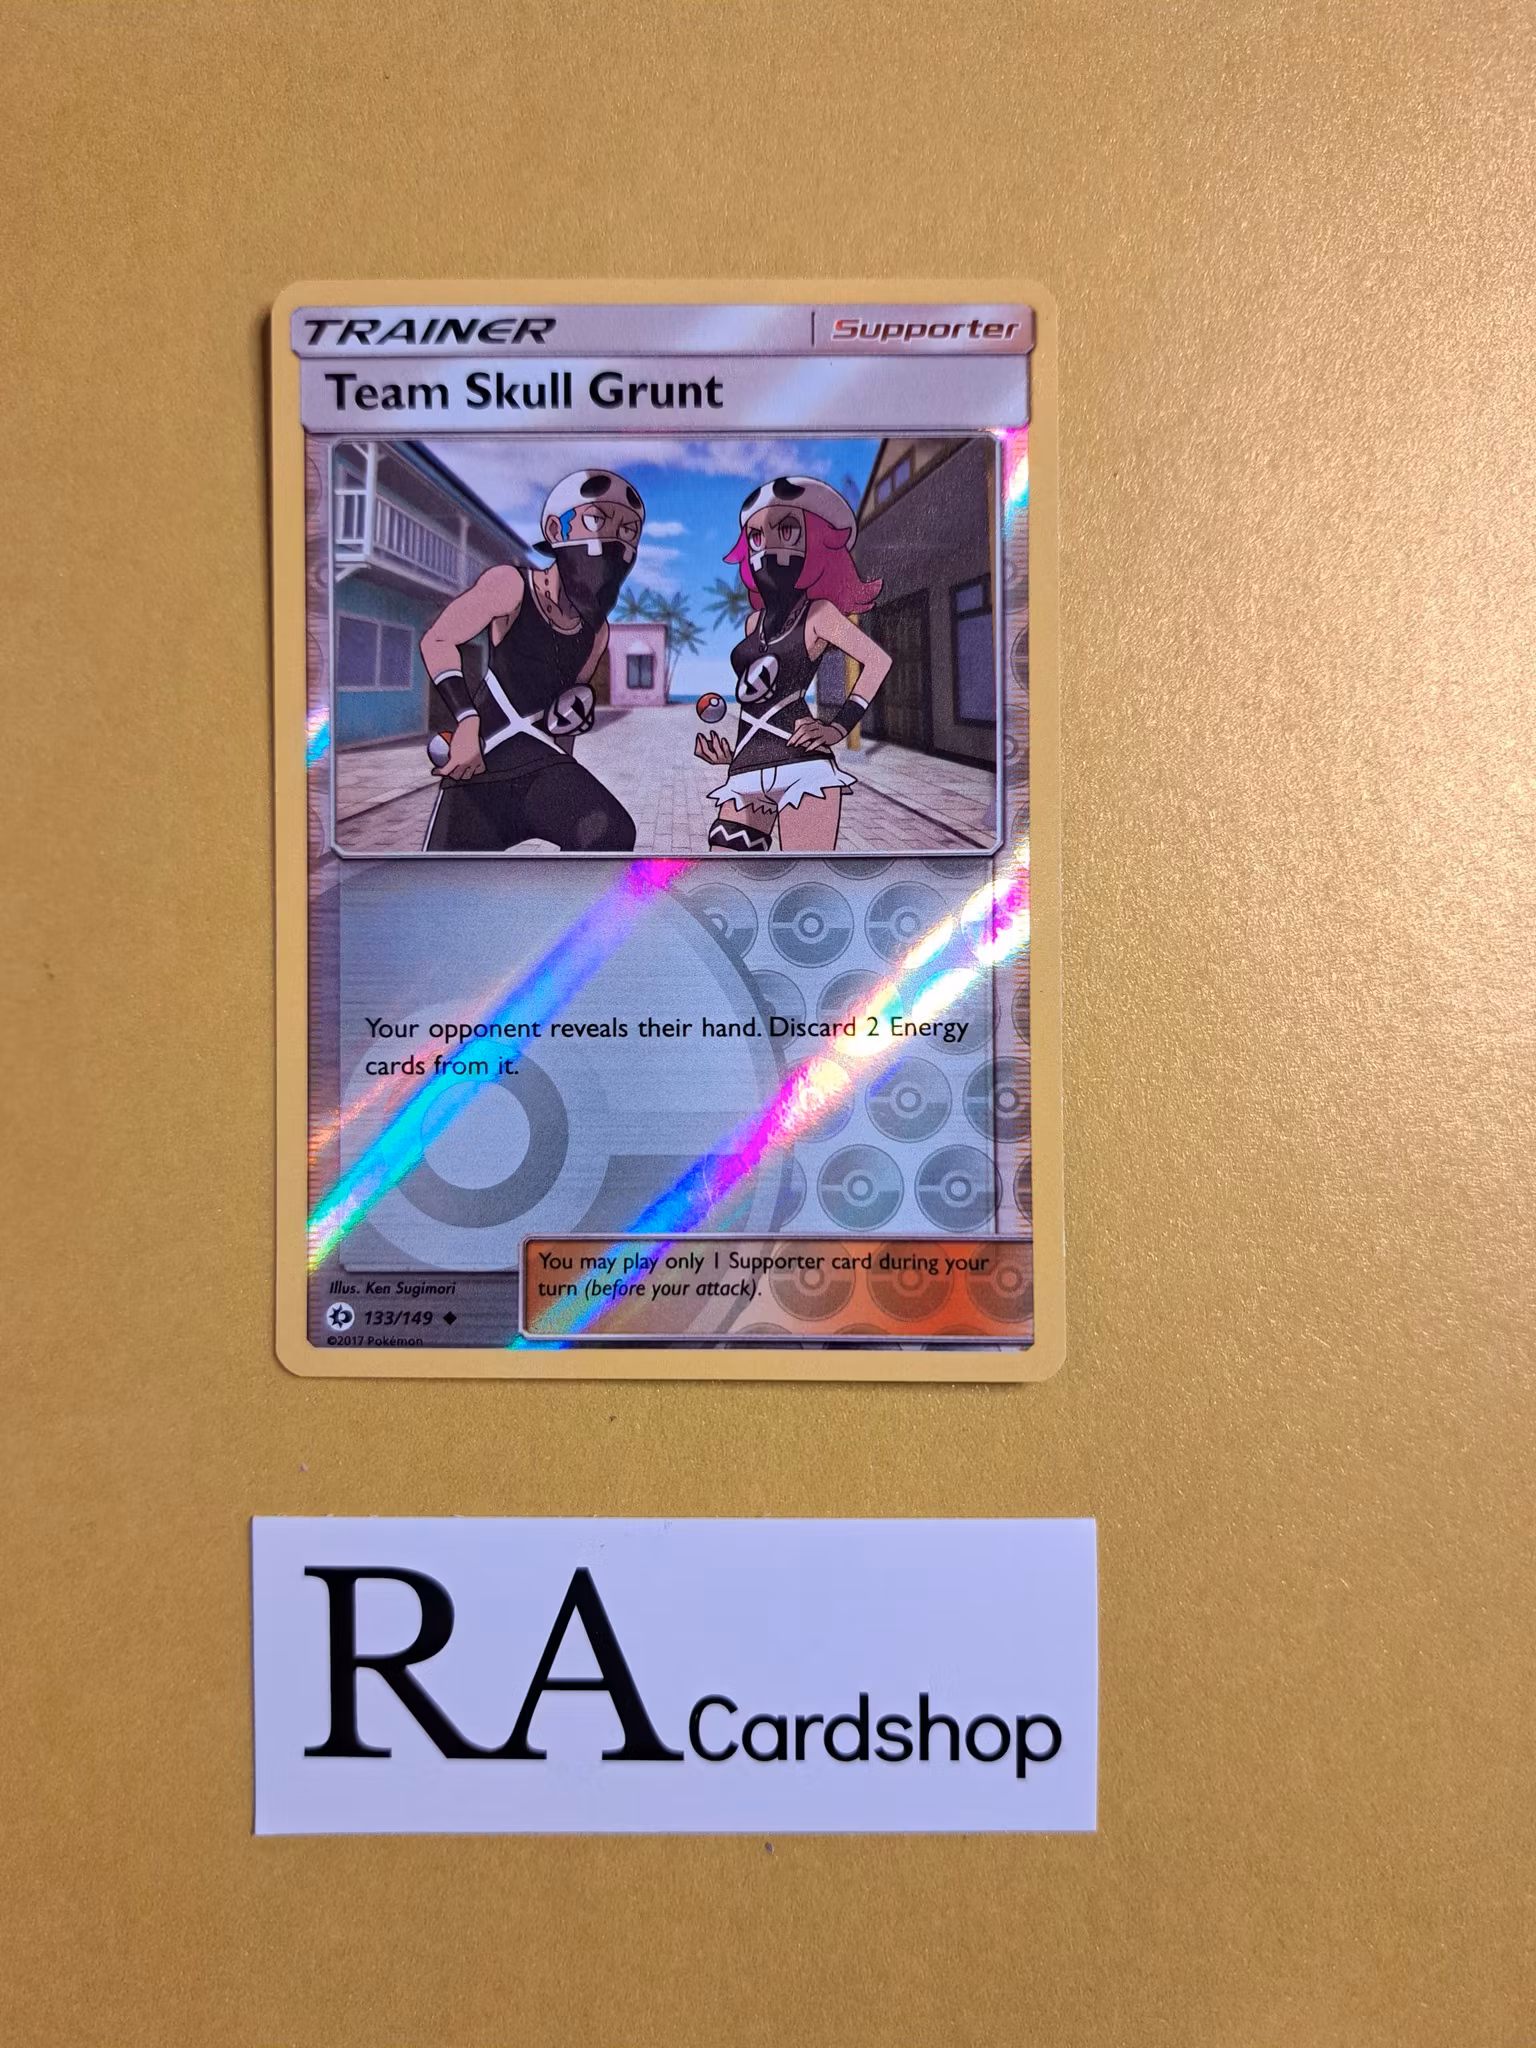 TRAINER
Supporter
Team Skull Grunt
Your opponent reveals their hand. Discard 2 Energy
cards from it.
You may play only 1 Supporter card during your
turn (before your attack).
Illus. Ken Sugimori
133/149
©2017 Pokémon
RA Cardshop